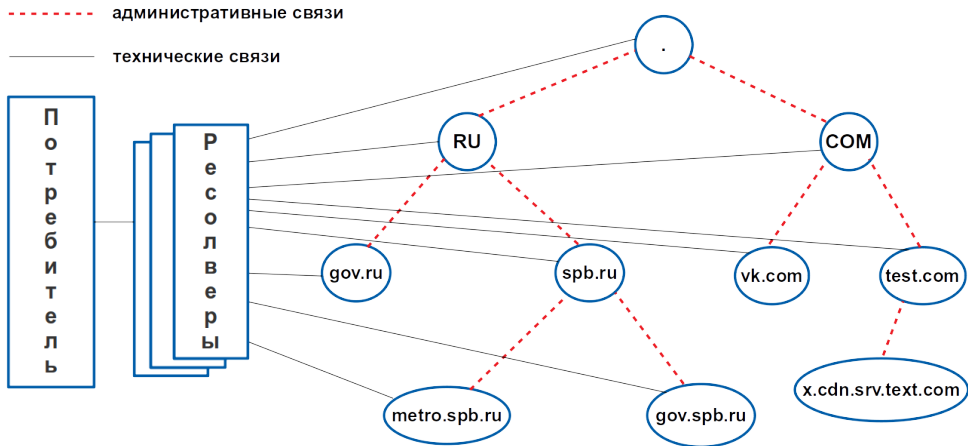 административные связи
технические связи
Потребитель
Ресолверы
.
RU
COM
gov.ru
spb.ru
vk.com
test.com
metro.spb.ru
gov.spb.ru
x.cdn.srv.text.com